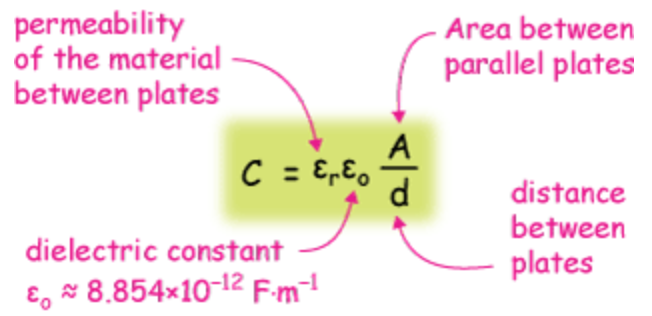 permeability
of the material
between plates
Area between
parallel plates
C = εᵣεₒ A/d
distance
between
plates
dielectric constant
εₒ ≈ 8.854×10⁻¹² F·m⁻¹